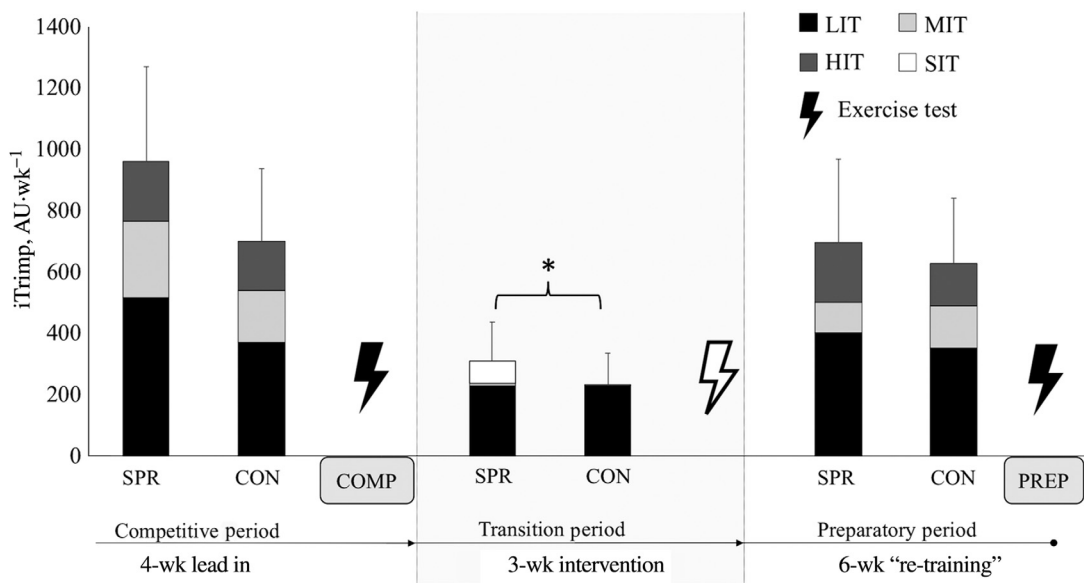 1400
1200
1000
800
600
400
200
0
iTrimp, AU·wk⁻¹
LIT
MIT
HIT
SIT
Exercise test
*
SPR
CON
COMP
SPR
CON
SPR
CON
PREP
Competitive period
Transition period
Preparatory period
4-wk lead in
3-wk intervention
6-wk “re-training”